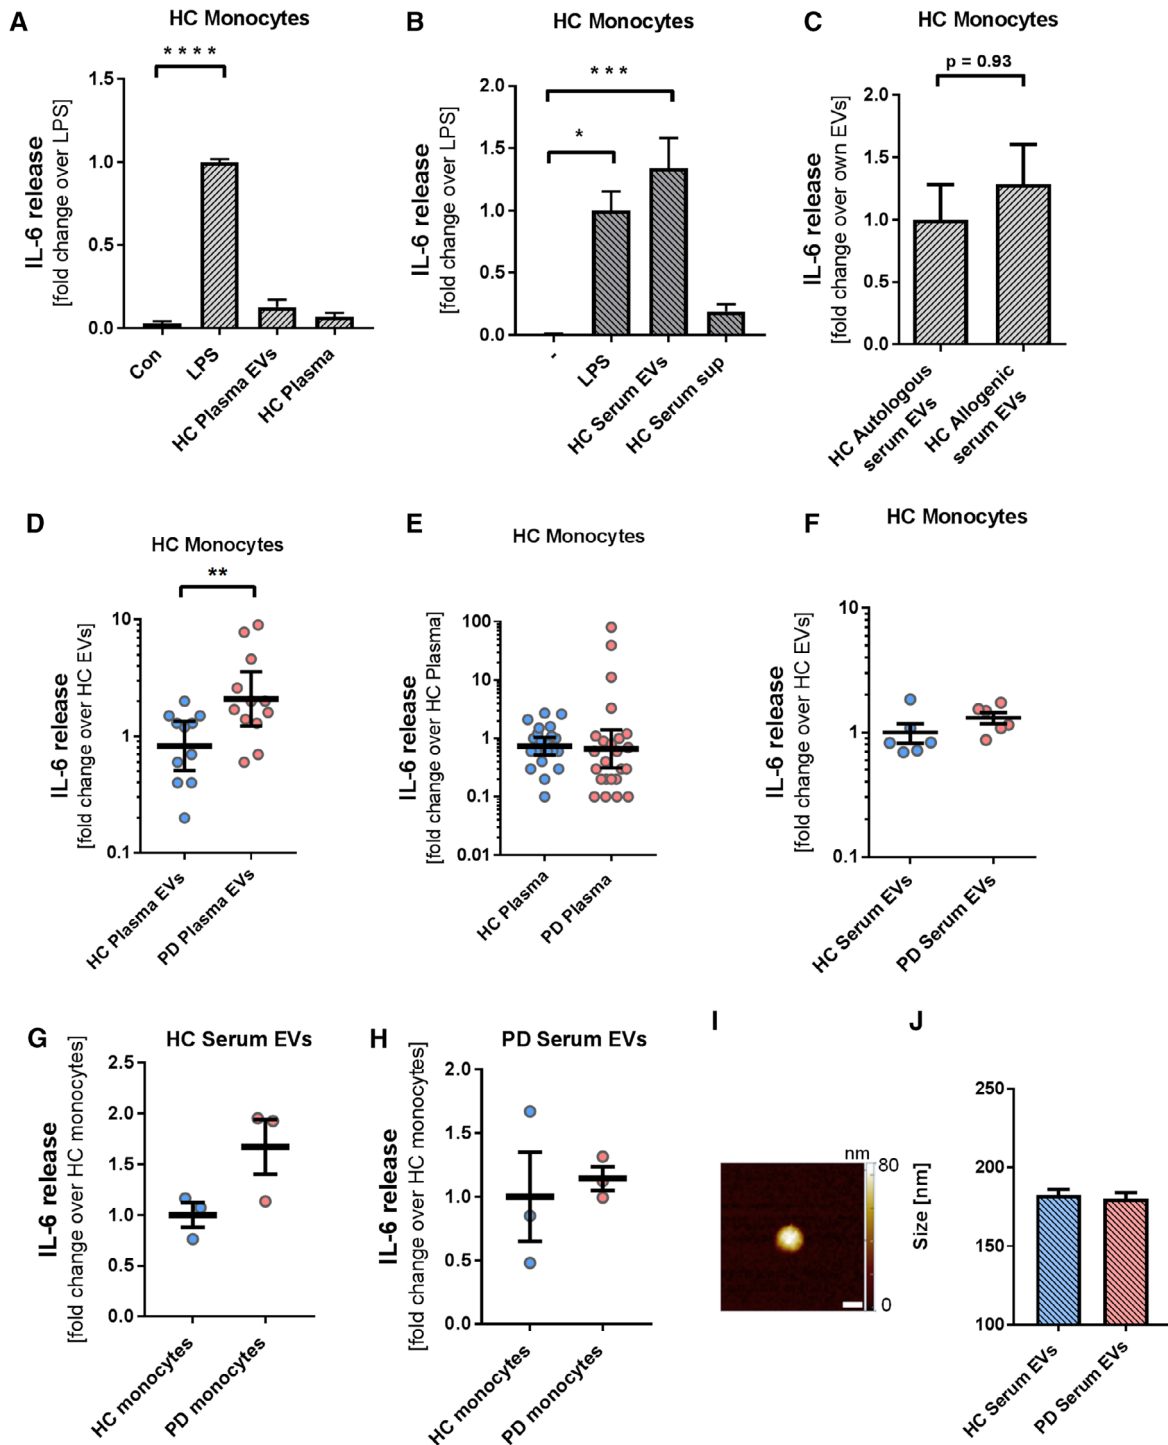 A
HC Monocytes
* * * *
IL-6 release
[fold change over LPS]
1.5
1.0
0.5
0.0
Con
LPS
HC Plasma EVs
HC Plasma
B
HC Monocytes
* * *
*
IL-6 release
[fold change over LPS]
2.0
1.5
1.0
0.5
0.0
-
LPS
HC Serum EVs
HC Serum sup
C
HC Monocytes
p = 0.93
IL-6 release
[fold change over own EVs]
2.0
1.5
1.0
0.5
0.0
HC Autologous
serum EVs
HC Allogenic
serum EVs
D
HC Monocytes
**
IL-6 release
[fold change over HC EVs]
10
1
0.1
HC Plasma EVs
PD Plasma EVs
E
HC Monocytes
IL-6 release
[fold change over HC Plasma]
100
10
1
0.1
0.01
HC Plasma
PD Plasma
F
HC Monocytes
IL-6 release
[fold change over HC EVs]
10
1
0.1
HC Serum EVs
PD Serum EVs
G
HC Serum EVs
IL-6 release
[fold change over HC monocytes]
2.5
2.0
1.5
1.0
0.5
0.0
HC monocytes
PD monocytes
H
PD Serum EVs
IL-6 release
[fold change over HC monocytes]
2.0
1.5
1.0
0.5
0.0
HC monocytes
PD monocytes
I
nm
80
0
J
Size [nm]
250
200
150
100
HC Serum EVs
PD Serum EVs